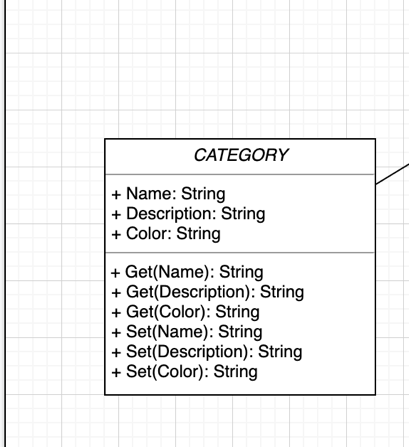 CATEGORY
+ Name: String
+ Description: String
+ Color: String
+ Get(Name): String
+ Get(Description): String
+ Get(Color): String
+ Set(Name): String
+ Set(Description): String
+ Set(Color): String